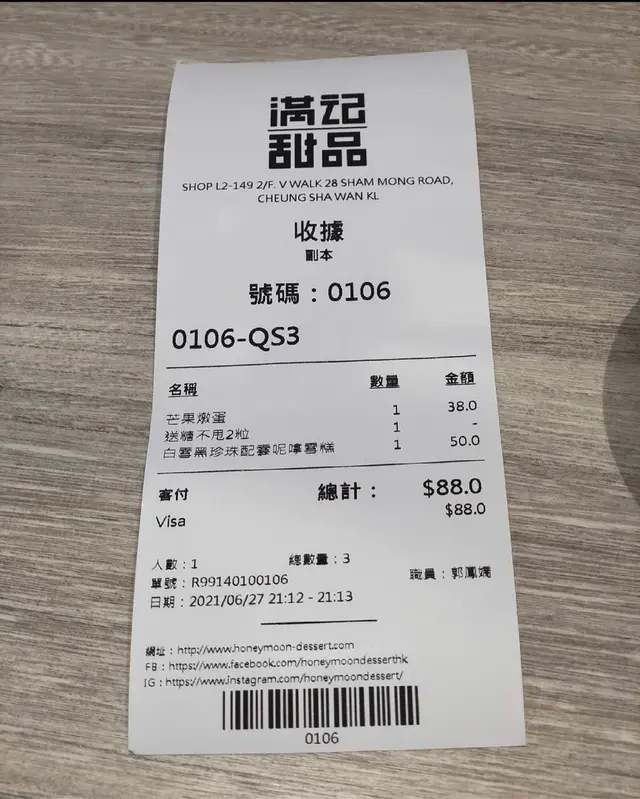 满记
甜品
SHOP L2-149 2/F. V WALK 28 SHAM MONG ROAD,
CHEUNG SHA WAN KL
收據
副本
號碼：0106
0106-QS3
名稱 數量 金額
芒果燉蛋 1 38.0
送糖不甩2粒 1 -
白雪黑珍珠配雲呢嗱雪糕 1 50.0
客付 總計： $88.0
Visa $88.0
人數：1 總數量：3
單號：R99140100106 職員：郭鳳嬌
日期：2021/06/27 21:12 - 21:13
網址：http://www.honeymoon-dessert.com
FB：https://www.facebook.com/honeymoondesserthk
IG：https://www.instagram.com/honeymoondessert/
0106